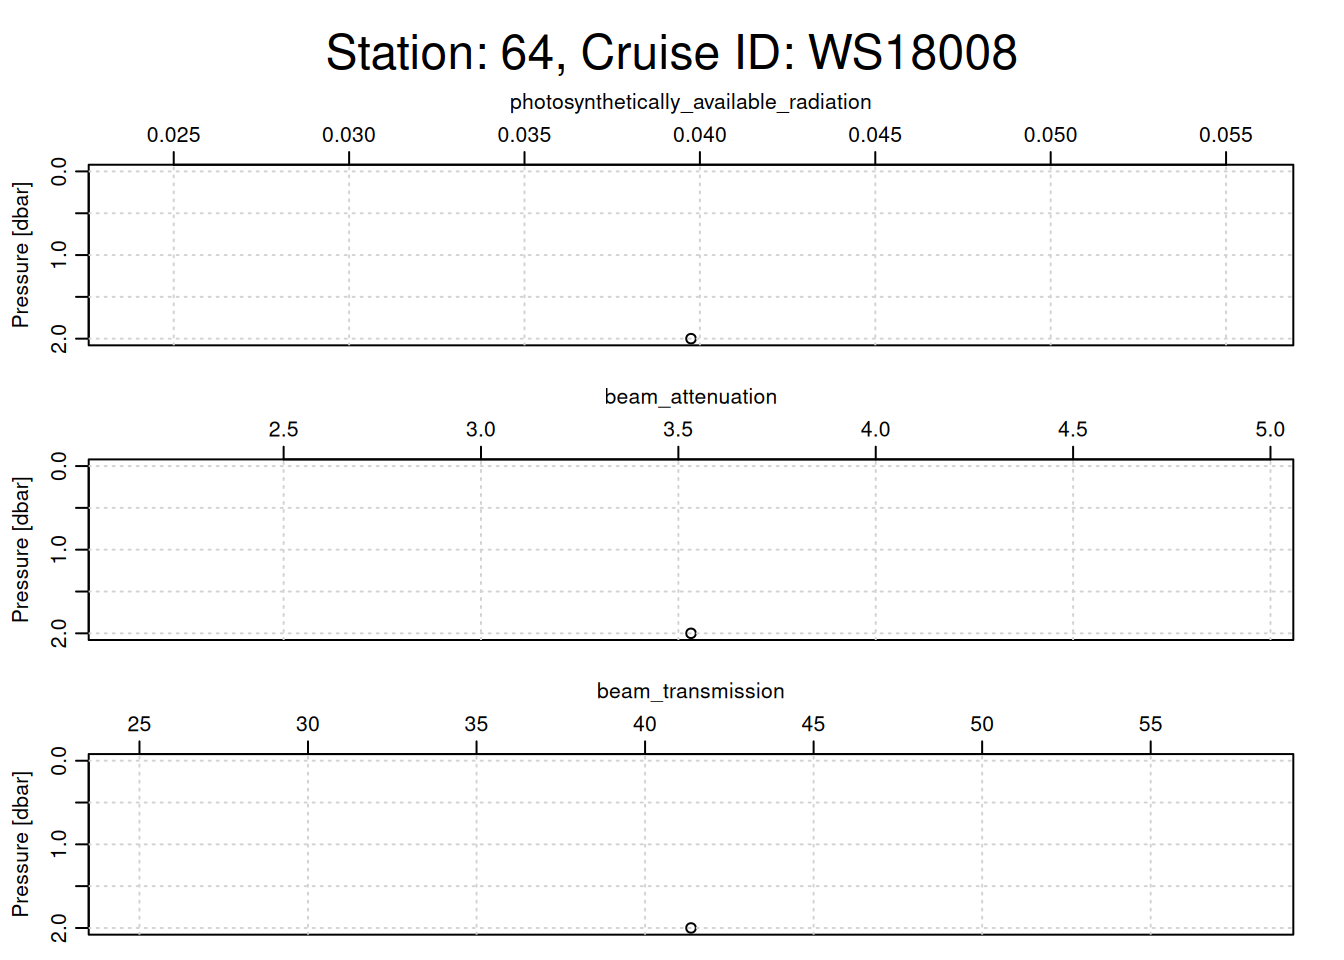 Station: 64, Cruise ID: WS18008
photosynthetically_available_radiation
0.025 0.030 0.035 0.040 0.045 0.050 0.055
Pressure [dbar]
0.0
1.0
2.0
beam_attenuation
2.5 3.0 3.5 4.0 4.5 5.0
Pressure [dbar]
0.0
1.0
2.0
beam_transmission
25 30 35 40 45 50 55
Pressure [dbar]
0.0
1.0
2.0